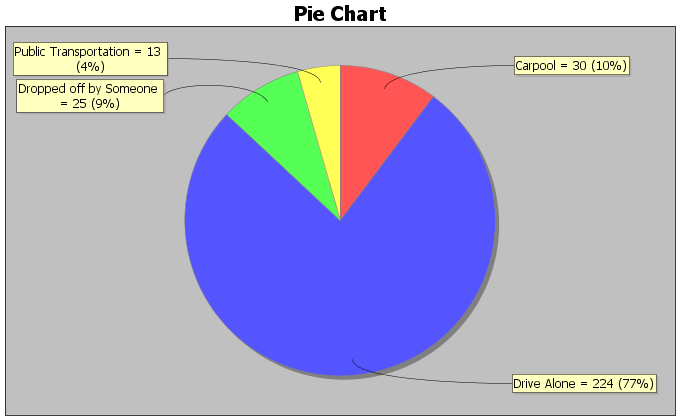 Pie Chart
Public Transportation = 13
(4%)
Carpool = 30 (10%)
Dropped off by Someone
= 25 (9%)
Drive Alone = 224 (77%)